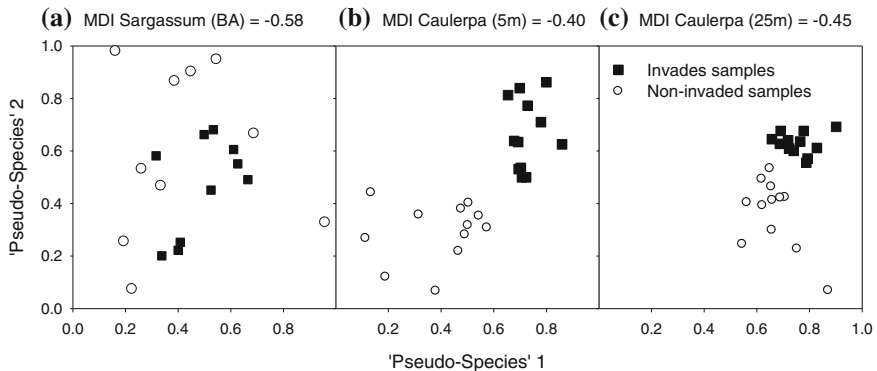 (a) MDI Sargassum (BA) = -0.58
(b) MDI Caulerpa (5m) = -0.40
(c) MDI Caulerpa (25m) = -0.45
Invades samples
Non-invaded samples
'Pseudo-Species' 2
1.0
0.8
0.6
0.4
0.2
0.0
0.0 0.2 0.4 0.6 0.8 0.2 0.4 0.6 0.8 0.2 0.4 0.6 0.8 1.0
'Pseudo-Species' 1